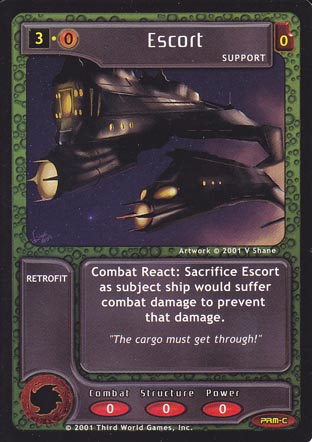 3 • 0
Escort
0
SUPPORT
Artwork © 2001 V Shane
RETROFIT
Combat React: Sacrifice Escort
as subject ship would suffer
combat damage to prevent
that damage.
"The cargo must get through!"
Combat Structure Power
0 0 0
PRM-C
© 2001 Third World Games, Inc.